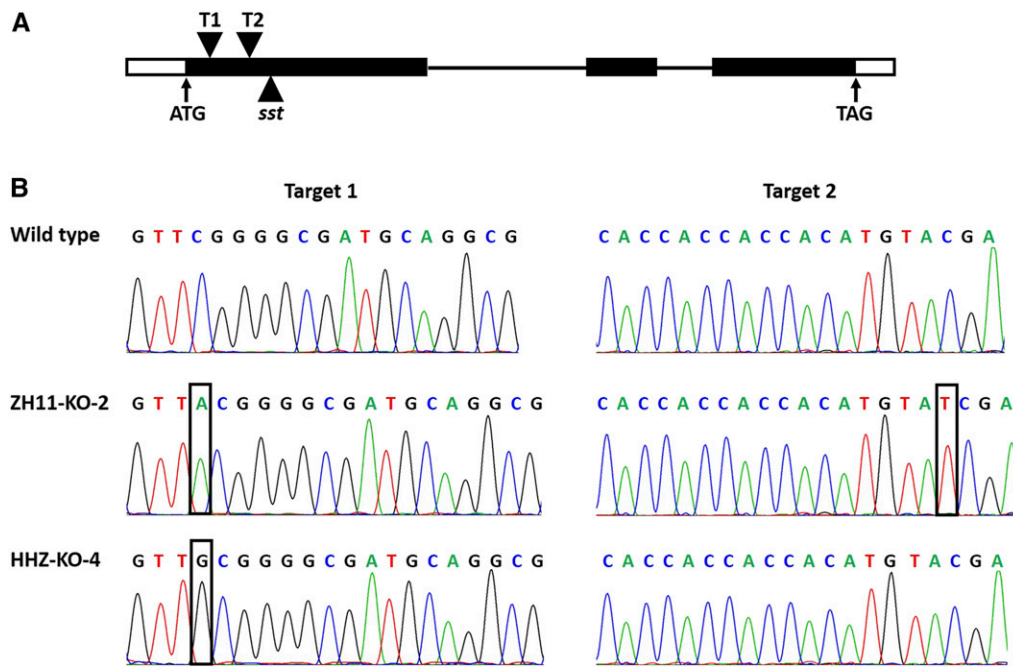 A
T1 T2
ATG sst TAG
B
Target 1 Target 2
Wild type G T T C G G G G C G A T G C A G G C G C A C C A C C A C C A C A T G T A C G A
ZH11-KO-2 G T T A C G G G G C G A T G C A G G C G C A C C A C C A C C A C A T G T A T C G A
HHZ-KO-4 G T T G C G G G G C G A T G C A G G C G C A C C A C C A C C A C A T G T A C G A